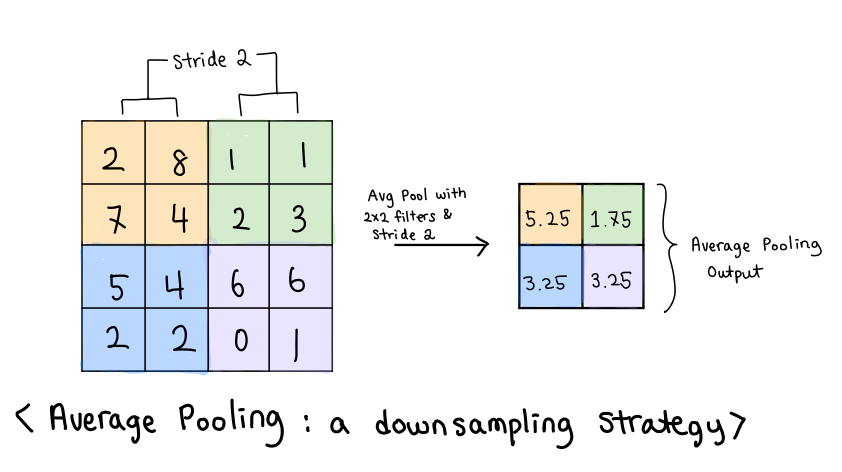 Stride 2
2 8 1 1
7 4 2 3
5 4 6 6
2 2 0 1
Avg Pool with
2x2 filters &
Stride 2
5.25 1.75
3.25 3.25
Average Pooling
Output
< Average Pooling : a downsampling strategy>